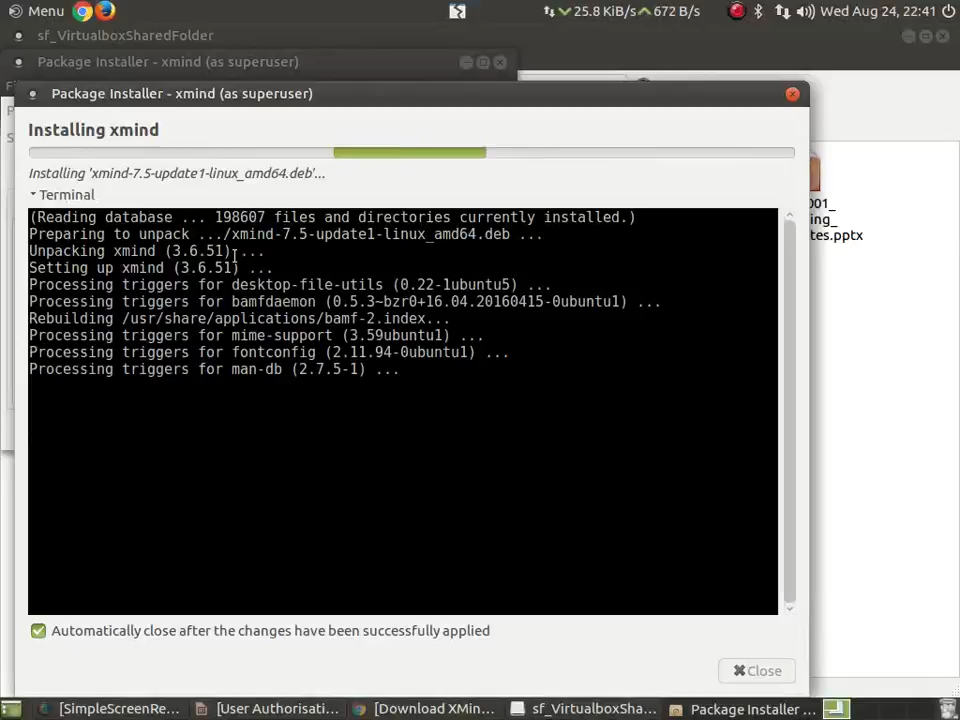 Menu
25.8 KiB/s 672 B/s
Wed Aug 24, 22:41
sf_VirtualboxSharedFolder
Package Installer - xmind (as superuser)
Package Installer - xmind (as superuser)
Installing xmind
Installing 'xmind-7.5-update1-linux_amd64.deb'...
Terminal
(Reading database ... 198607 files and directories currently installed.)
Preparing to unpack .../xmind-7.5-update1-linux_amd64.deb ...
Unpacking xmind (3.6.51) ...
Setting up xmind (3.6.51) ...
Processing triggers for desktop-file-utils (0.22-1ubuntu5) ...
Processing triggers for bamfdaemon (0.5.3~bzr0+16.04.20160415-0ubuntu1) ...
Rebuilding /usr/share/applications/bamf-2.index...
Processing triggers for mime-support (3.59ubuntu1) ...
Processing triggers for fontconfig (2.11.94-0ubuntu1) ...
Processing triggers for man-db (2.7.5-1) ...
001_
ing_
tes.pptx
Automatically close after the changes have been successfully applied
Close
[SimpleScreenRe...
[User Authorisati...
[Download XMin...
sf_VirtualboxSha...
Package Installer ...